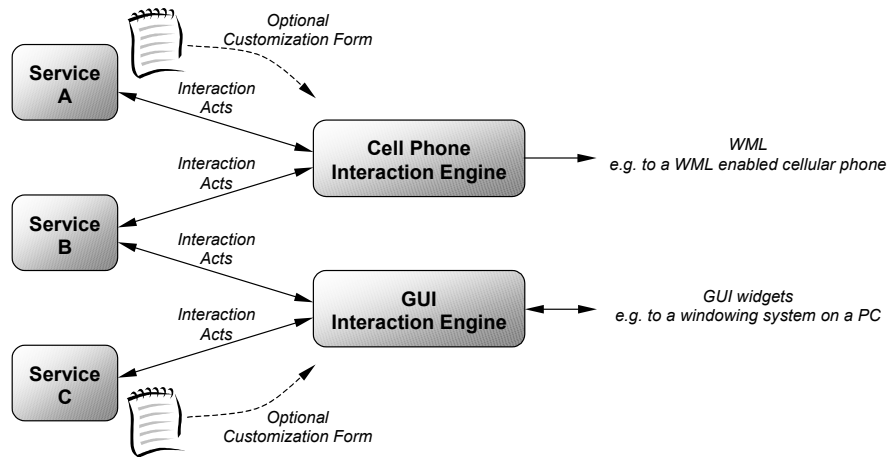 Optional
Customization Form
Service
A
Interaction
Acts
Cell Phone
Interaction Engine
WML
e.g. to a WML enabled cellular phone
Interaction
Acts
Service
B
Interaction
Acts
GUI
Interaction Engine
GUI widgets
e.g. to a windowing system on a PC
Interaction
Acts
Service
C
Optional
Customization Form